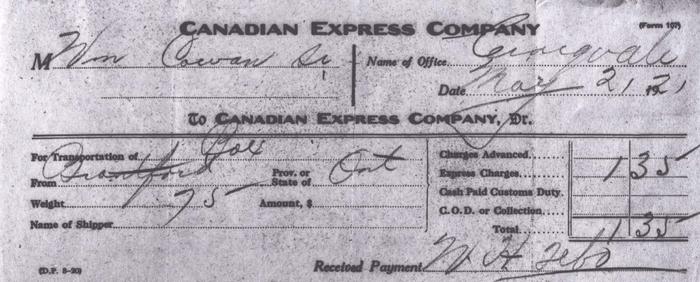 CANADIAN EXPRESS COMPANY (Form 107)
M Wm Cowan Sr Name of Office
Date May 21, 1921
To CANADIAN EXPRESS COMPANY, Dr.
For Transportation of Box Charges Advanced
From Brantford Prov. or State of Ont Express Charges 1 35
Weight 75 Amount, $ Cash Paid Customs Duty
Name of Shipper C.O.D. or Collection
Total 1 35
(D.P. 8-20) Received Payment W H Tebo